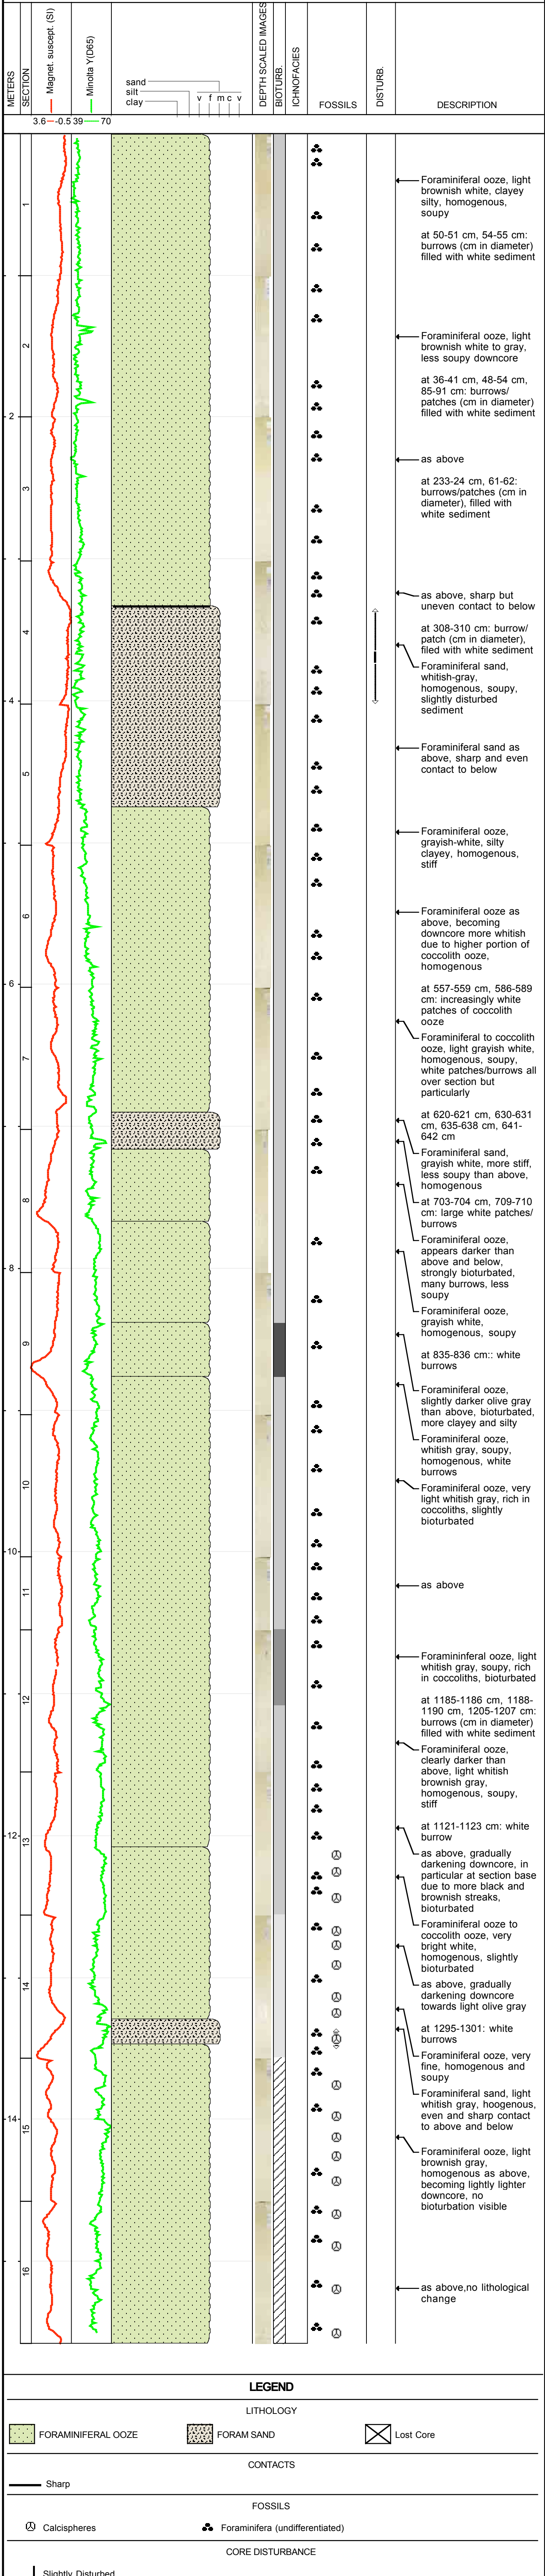 METERS
SECTION
Magnet. suscept. (SI)
Minolta Y(D65)
sand
silt
clay
v f m c v
DEPTH SCALED IMAGES
BIOTURB.
ICHNOFACIES
FOSSILS
DISTURB.
DESCRIPTION
3.6 -0.5 39 70
1
2
2
3
4
4
5
6
6
7
8
8
9
10
10
11
12
12
13
14
14
15
16
Foraminiferal ooze, light
brownish white, clayey
silty, homogenous,
soupy
at 50-51 cm, 54-55 cm:
burrows (cm in diameter)
filled with white sediment
Foraminiferal ooze, light
brownish white to gray,
less soupy downcore
at 36-41 cm, 48-54 cm,
85-91 cm: burrows/
patches (cm in diameter)
filled with white sediment
as above
at 233-24 cm, 61-62:
burrows/patches (cm in
diameter), filled with
white sediment
as above, sharp but
uneven contact to below
at 308-310 cm: burrow/
patch (cm in diameter),
filed with white sediment
Foraminiferal sand,
whitish-gray,
homogenous, soupy,
slightly disturbed
sediment
Foraminiferal sand as
above, sharp and even
contact to below
Foraminiferal ooze,
grayish-white, silty
clayey, homogenous,
stiff
Foraminiferal ooze as
above, becoming
downcore more whitish
due to higher portion of
coccolith ooze,
homogenous
at 557-559 cm, 586-589
cm: increasingly white
patches of coccolith
ooze
Foraminiferal to coccolith
ooze, light grayish white,
homogenous, soupy,
white patches/burrows all
over section but
particularly
at 620-621 cm, 630-631
cm, 635-638 cm, 641-
642 cm
Foraminiferal sand,
grayish white, more stiff,
less soupy than above,
homogenous
at 703-704 cm, 709-710
cm: large white patches/
burrows
Foraminiferal ooze,
appears darker than
above and below,
strongly bioturbated,
many burrows, less
soupy
Foraminiferal ooze,
grayish white,
homogenous, soupy
at 835-836 cm:: white
burrows
Foraminiferal ooze,
slightly darker olive gray
than above, bioturbated,
more clayey and silty
Foraminiferal ooze,
whitish gray, soupy,
homogenous, white
burrows
Foraminiferal ooze, very
light whitish gray, rich in
coccoliths, slightly
bioturbated
as above
Foramininferal ooze, light
whitish gray, soupy, rich
in coccoliths, bioturbated
at 1185-1186 cm, 1188-
1190 cm, 1205-1207 cm:
burrows (cm in diameter)
filled with white sediment
Foraminiferal ooze,
clearly darker than
above, light whitish
brownish gray,
homogenous, soupy,
stiff
at 1121-1123 cm: white
burrow
as above, gradually
darkening downcore, in
particular at section base
due to more black and
brownish streaks,
bioturbated
Foraminiferal ooze to
coccolith ooze, very
bright white,
homogenous, slightly
bioturbated
as above, gradually
darkening downcore
towards light olive gray
at 1295-1301: white
burrows
Foraminiferal ooze, very
fine, homogenous and
soupy
Foraminiferal sand, light
whitish gray, hoogenous,
even and sharp contact
to above and below
Foraminiferal ooze, light
brownish gray,
homogenous as above,
becoming lightly lighter
downcore, no
bioturbation visible
as above,no lithological
change
LEGEND
LITHOLOGY
FORAMINIFERAL OOZE FORAM SAND Lost Core
CONTACTS
Sharp
FOSSILS
Calcispheres Foraminifera (undifferentiated)
CORE DISTURBANCE
Slightly Disturbed